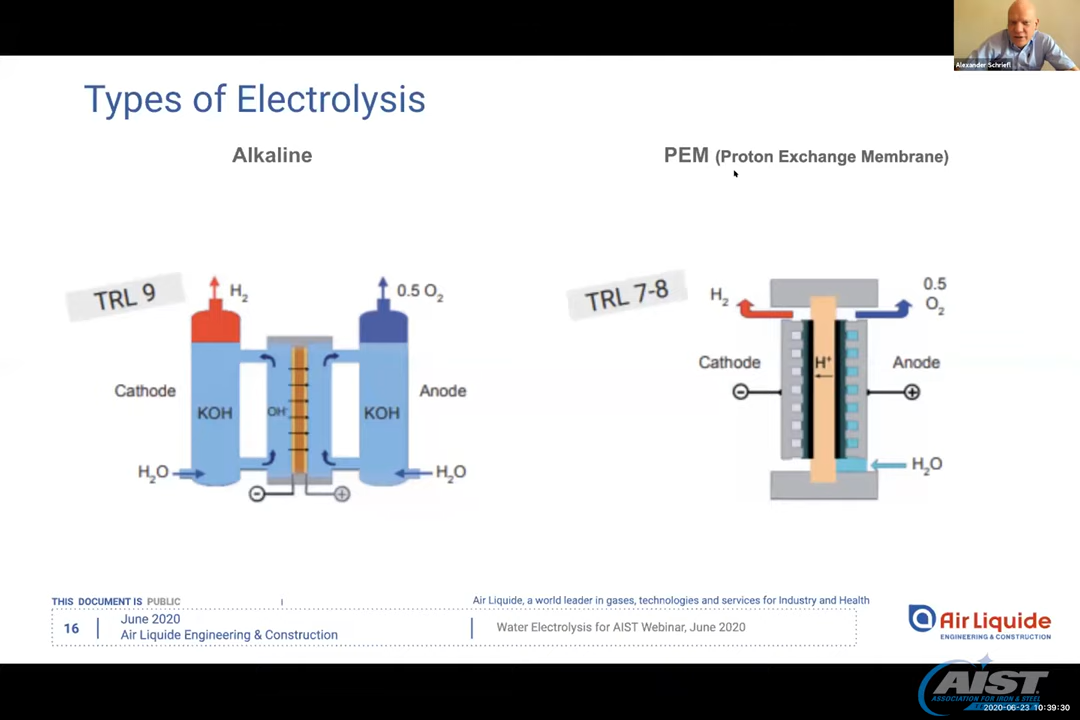 Alexander Schriefl
Types of Electrolysis
Alkaline
PEM (Proton Exchange Membrane)
TRL 9
H2
0.5 O2
Cathode
Anode
KOH
OH-
KOH
H2O
H2O
TRL 7-8
H2
0.5
O2
Cathode
H+
Anode
H2O
THIS DOCUMENT IS PUBLIC
Air Liquide, a world leader in gases, technologies and services for Industry and Health
16
June 2020
Air Liquide Engineering & Construction
Water Electrolysis for AIST Webinar, June 2020
Air Liquide
ENGINEERING & CONSTRUCTION
AIST
ASSOCIATION FOR IRON & STEEL
2020-06-23 10:39:30